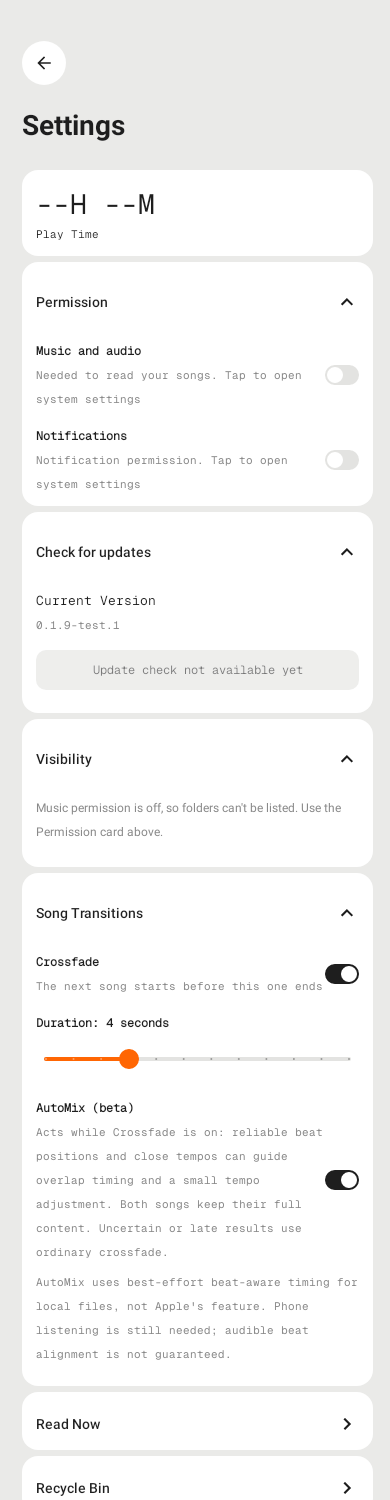 Settings
--H --M
Play Time
Permission
Music and audio
Needed to read your songs. Tap to open
system settings
Notifications
Notification permission. Tap to open
system settings
Check for updates
Current Version
0.1.9-test.1
Update check not available yet
Visibility
Music permission is off, so folders can't be listed. Use the
Permission card above.
Song Transitions
Crossfade
The next song starts before this one ends
Duration: 4 seconds
AutoMix (beta)
Acts while Crossfade is on: reliable beat
positions and close tempos can guide
overlap timing and a small tempo
adjustment. Both songs keep their full
content. Uncertain or late results use
ordinary crossfade.
AutoMix uses best-effort beat-aware timing for
local files, not Apple's feature. Phone
listening is still needed; audible beat
alignment is not guaranteed.
Read Now
Recycle Bin